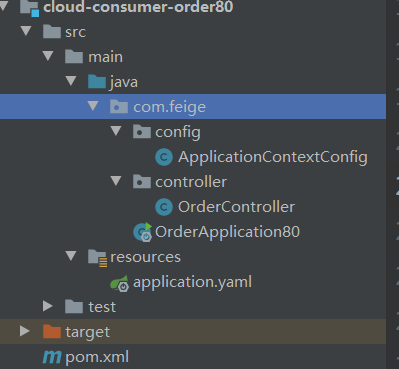 cloud-consumer-order80
src
main
java
com.feige
config
ApplicationContextConfig
controller
OrderController
OrderApplication80
resources
application.yaml
test
target
pom.xml